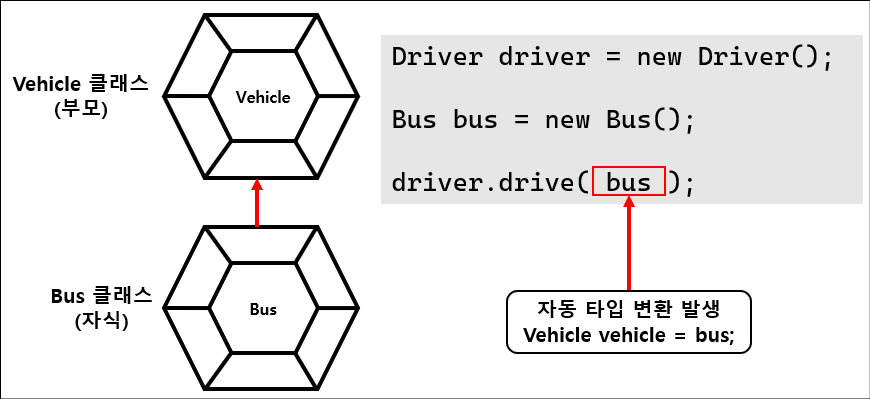 Vehicle 클래스
(부모)
Vehicle
Driver driver = new Driver();
Bus bus = new Bus();
driver.drive( bus );
Bus 클래스
(자식)
Bus
자동 타입 변환 발생
Vehicle vehicle = bus;